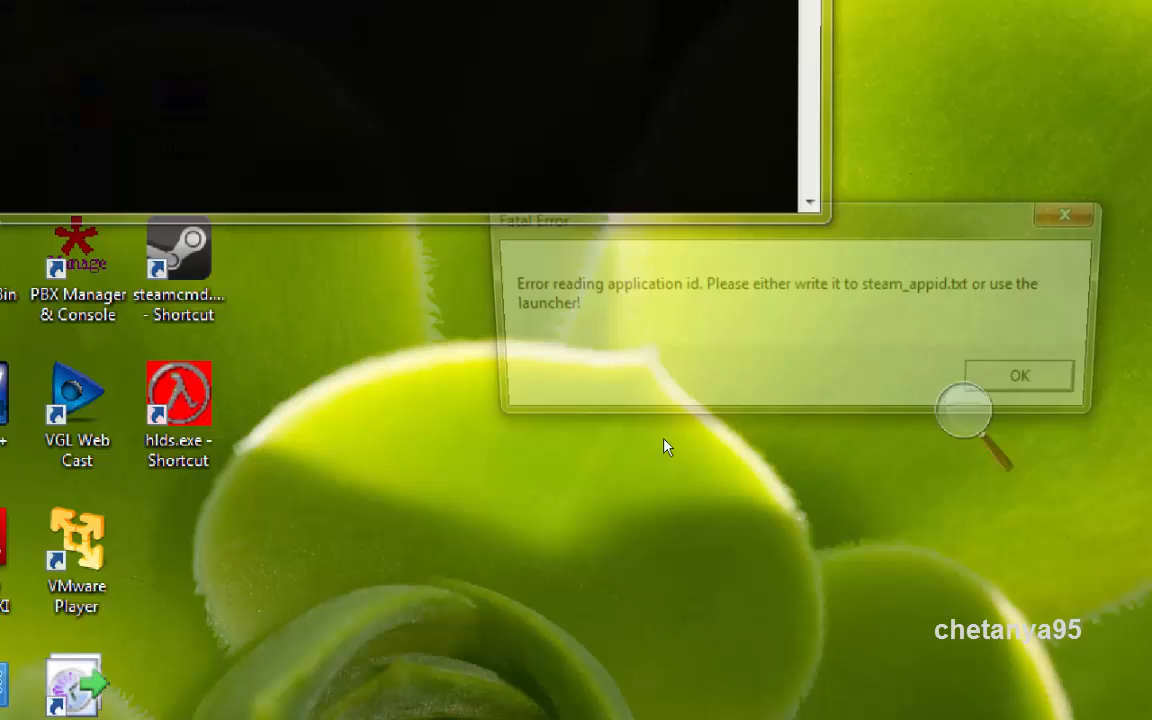 Fatal Error
Error reading application id. Please either write it to steam_appid.txt or use the
launcher!
OK
Manage
Bin
PBX Manager
& Console
steamcmd....
- Shortcut
VGL Web
Cast
hlds.exe -
Shortcut
VMware
Player
chetanya95